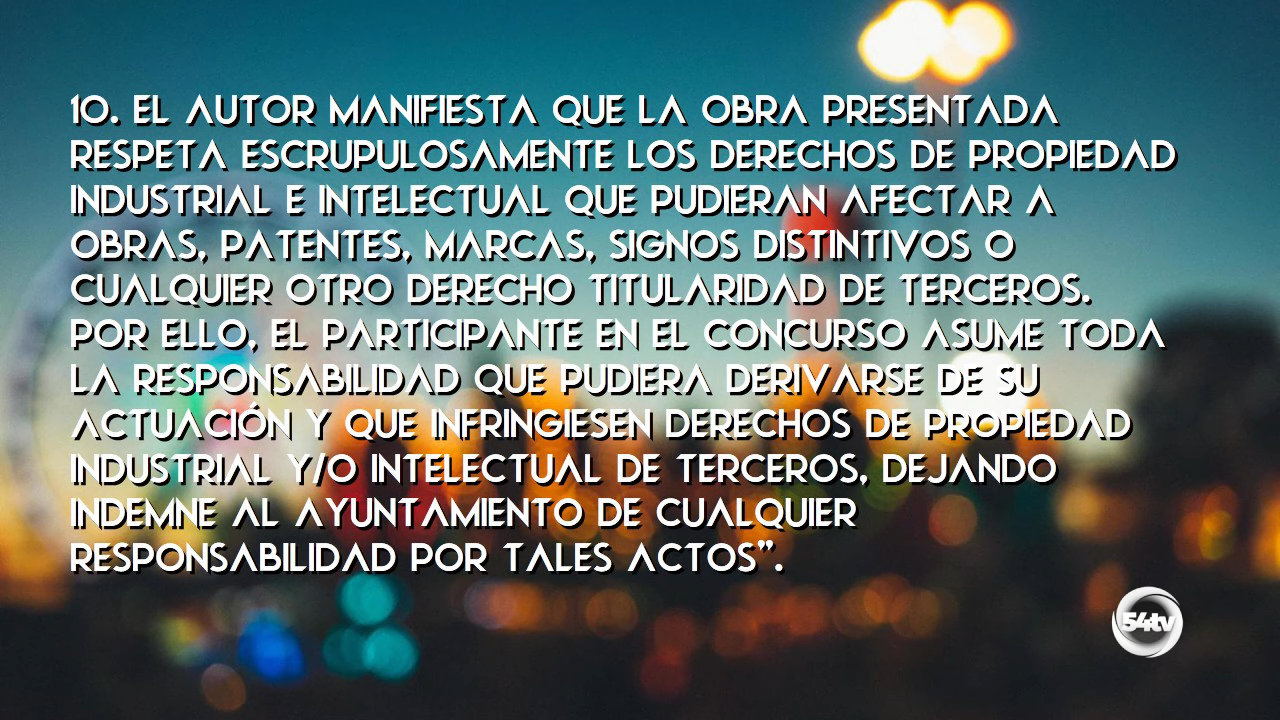 10. EL AUTOR MANIFIESTA QUE LA OBRA PRESENTADA
RESPETA ESCRUPULOSAMENTE LOS DERECHOS DE PROPIEDAD
INDUSTRIAL E INTELECTUAL QUE PUDIERAN AFECTAR A
OBRAS, PATENTES, MARCAS, SIGNOS DISTINTIVOS O
CUALQUIER OTRO DERECHO TITULARIDAD DE TERCEROS.
POR ELLO, EL PARTICIPANTE EN EL CONCURSO ASUME TODA
LA RESPONSABILIDAD QUE PUDIERA DERIVARSE DE SU
ACTUACIÓN Y QUE INFRINGIESEN DERECHOS DE PROPIEDAD
INDUSTRIAL Y/O INTELECTUAL DE TERCEROS, DEJANDO
INDEMNE AL AYUNTAMIENTO DE CUALQUIER
RESPONSABILIDAD POR TALES ACTOS”.
54tv